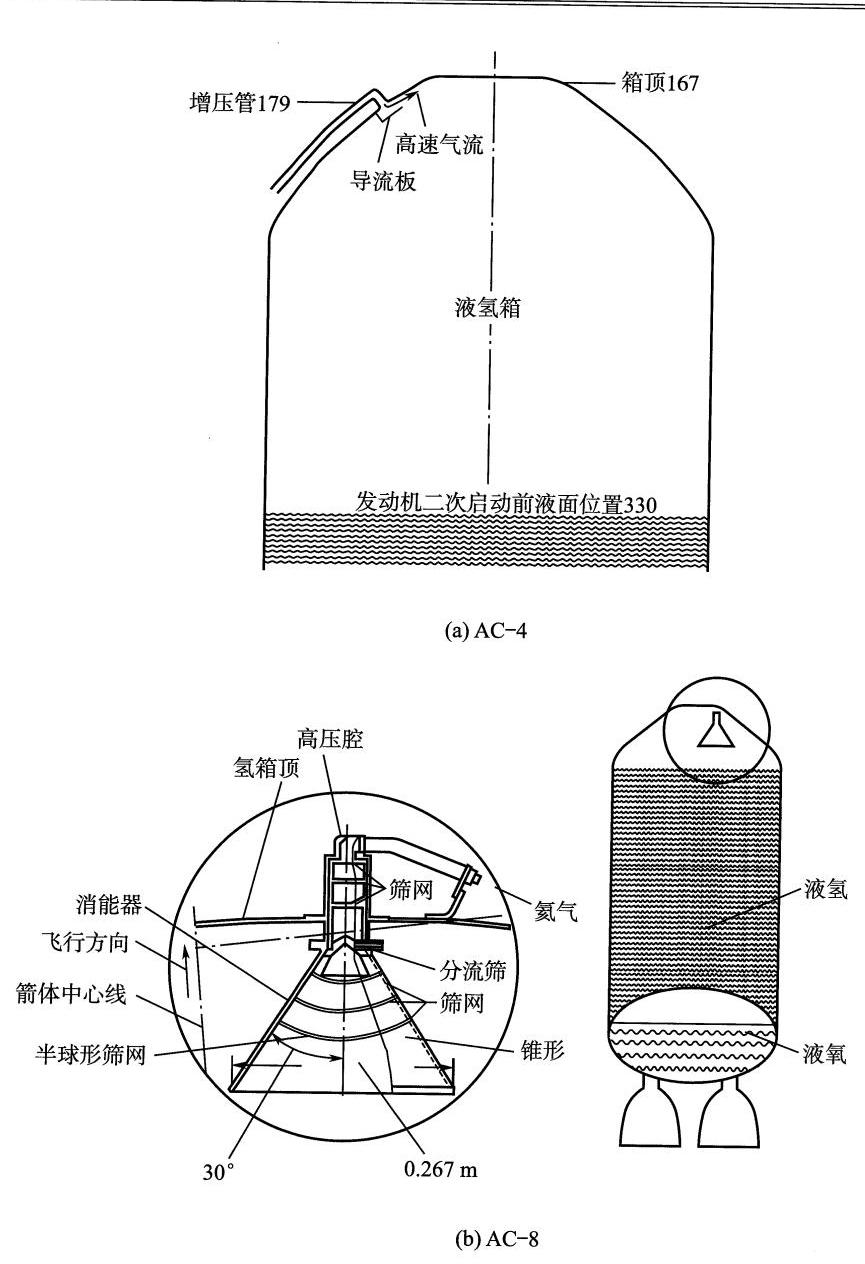 箱顶167
增压管179
高速气流
导流板
液氢箱
发动机二次启动前液面位置330
(a) AC-4
高压腔
氢箱顶
筛网
氦气
消能器
飞行方向
分流筛
箭体中心线
筛网
半球形筛网
锥形
30°
0.267 m
液氢
液氧
(b) AC-8